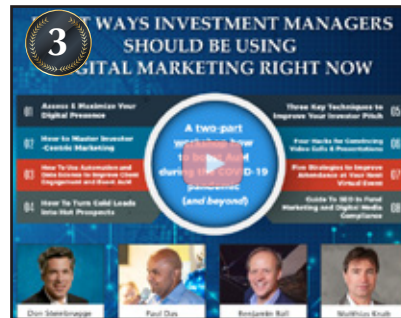 3
T WAYS INVESTMENT MANAGERS
SHOULD BE USING
GITAL MARKETING RIGHT NOW
01 Assess & Maximize Your
Digital Presence
02 How to Master Investor
-Centric Marketing
03 How To Use Automation and
Data Science to Improve Client
Engagement and Boost AuM
04 How To Turn Cold Leads
Into Hot Prospects
A two-part
workshop how
to boost AuM
during the COVID-19
pandemic
(and beyond)
Three Key Techniques to
Improve Your Investor Pitch
05
Four Hacks for Convincing
Video Calls & Presentations
06
Five Strategies to Improve
Attendance at Your Next
Virtual Event
07
Guide To SEO in Fund
Marketing and Digital Media
Compliance
08
Don Steinbrugge
Paul Das
Benjamin Ball
Matthias Knab